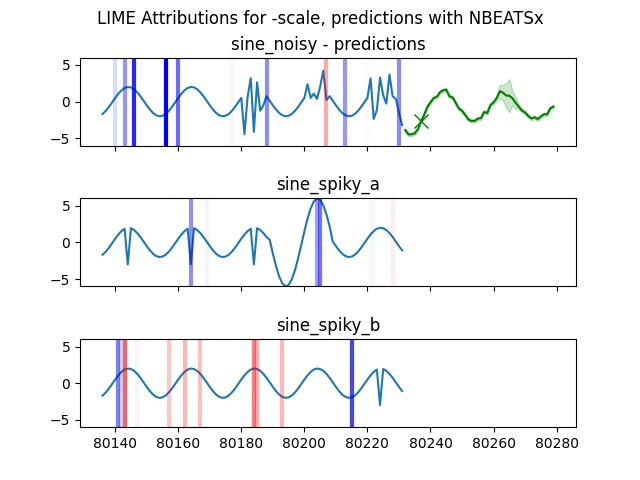 LIME Attributions for -scale, predictions with NBEATSx
sine_noisy - predictions
5
0
−5
sine_spiky_a
5
0
−5
sine_spiky_b
5
0
−5
80140 80160 80180 80200 80220 80240 80260 80280